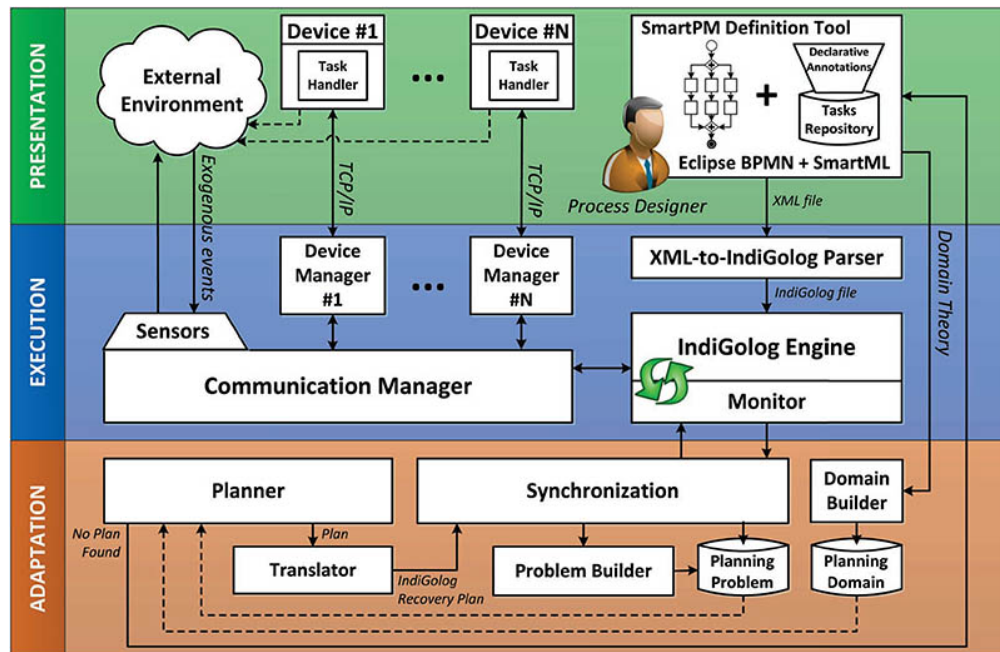 PRESENTATION
External
Environment
Device #1
Task
Handler
...
Device #N
Task
Handler
SmartPM Definition Tool
Declarative
Annotations
+
Tasks
Repository
Eclipse BPMN + SmartML
Process Designer
Exogenous events
TCP/IP
TCP/IP
XML file
Domain Theory
EXECUTION
Device
Manager
#1
...
Device
Manager
#N
XML-to-IndiGolog Parser
IndiGolog file
Sensors
Communication Manager
IndiGolog Engine
Monitor
ADAPTATION
Planner
Synchronization
Domain
Builder
No Plan
Found
Plan
Translator
IndiGolog
Recovery Plan
Problem Builder
Planning
Problem
Planning
Domain